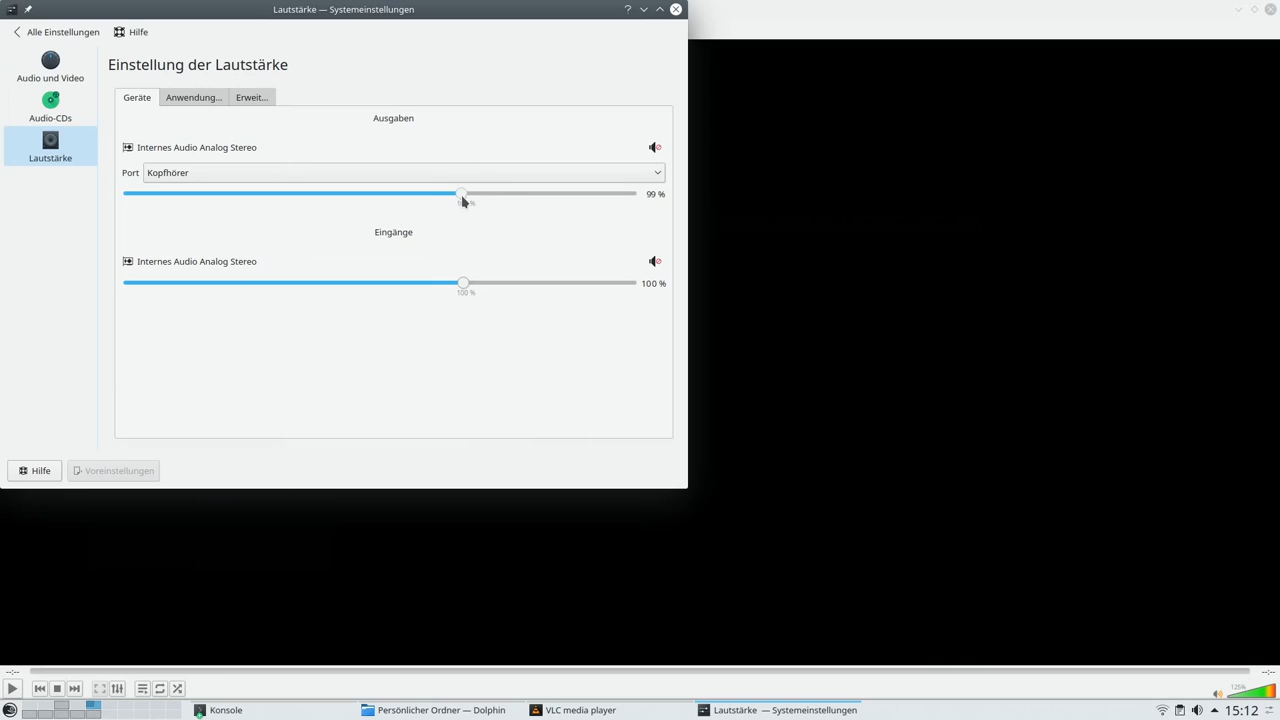 Lautstärke — Systemeinstellungen
Alle Einstellungen
Hilfe
Audio und Video
Audio-CDs
Lautstärke
Einstellung der Lautstärke
Geräte
Anwendung...
Erweit...
Ausgaben
Internes Audio Analog Stereo
Port
Kopfhörer
99 %
Eingänge
Internes Audio Analog Stereo
100 %
100 %
Hilfe
Voreinstellungen
--:--
--:--
125%
Konsole
Persönlicher Ordner — Dolphin
VLC media player
Lautstärke — Systemeinstellungen
15:12